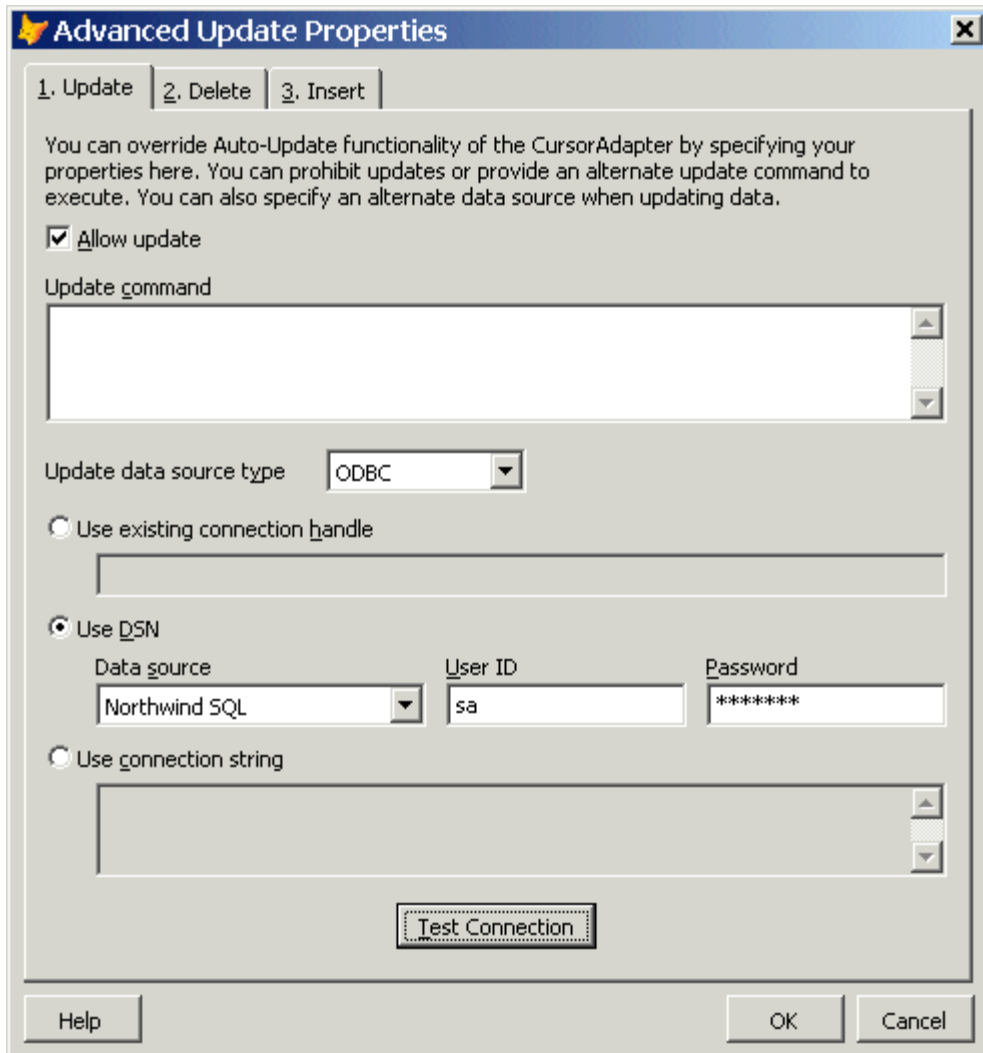 Advanced Update Properties
1. Update 2. Delete 3. Insert
You can override Auto-Update functionality of the CursorAdapter by specifying your
properties here. You can prohibit updates or provide an alternate update command to
execute. You can also specify an alternate data source when updating data.
Allow update
Update command
Update data source type ODBC
Use existing connection handle
Use DSN
Data source User ID Password
Northwind SQL sa *******
Use connection string
Test Connection
Help OK Cancel